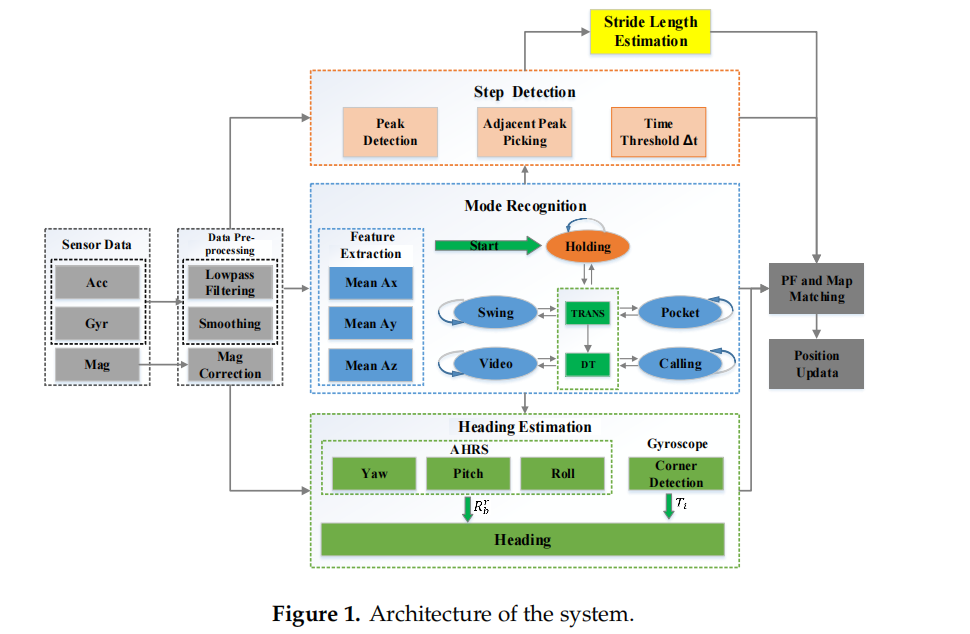 Stride Length
Estimation
Step Detection
Peak
Detection
Adjacent Peak
Picking
Time
Threshold Δt
Mode Recognition
Feature
Extraction
Mean Ax
Mean Ay
Mean Az
Start
Holding
Swing
TRANS
Pocket
Video
DT
Calling
Sensor Data
Acc
Gyr
Mag
Data Pre-
processing
Lowpass
Filtering
Smoothing
Mag
Correction
PF and Map
Matching
Position
Updata
Heading Estimation
AHRS
Yaw
Pitch
Roll
Gyroscope
Corner
Detection
R_b^r
T_i
Heading
Figure 1. Architecture of the system.